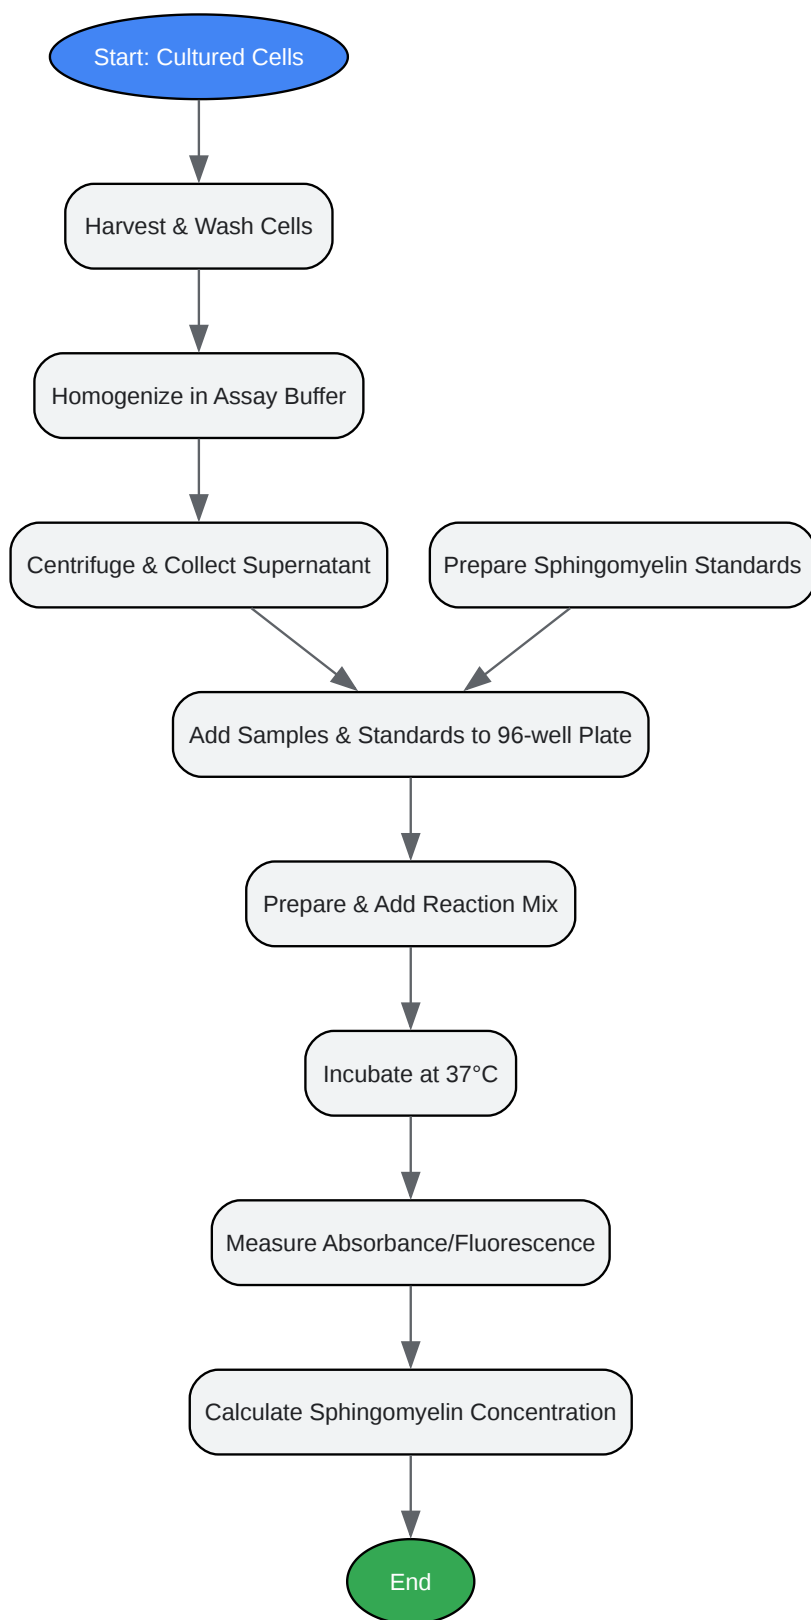 Start: Cultured Cells
Harvest & Wash Cells
Homogenize in Assay Buffer
Centrifuge & Collect Supernatant
Prepare Sphingomyelin Standards
Add Samples & Standards to 96-well Plate
Prepare & Add Reaction Mix
Incubate at 37°C
Measure Absorbance/Fluorescence
Calculate Sphingomyelin Concentration
End